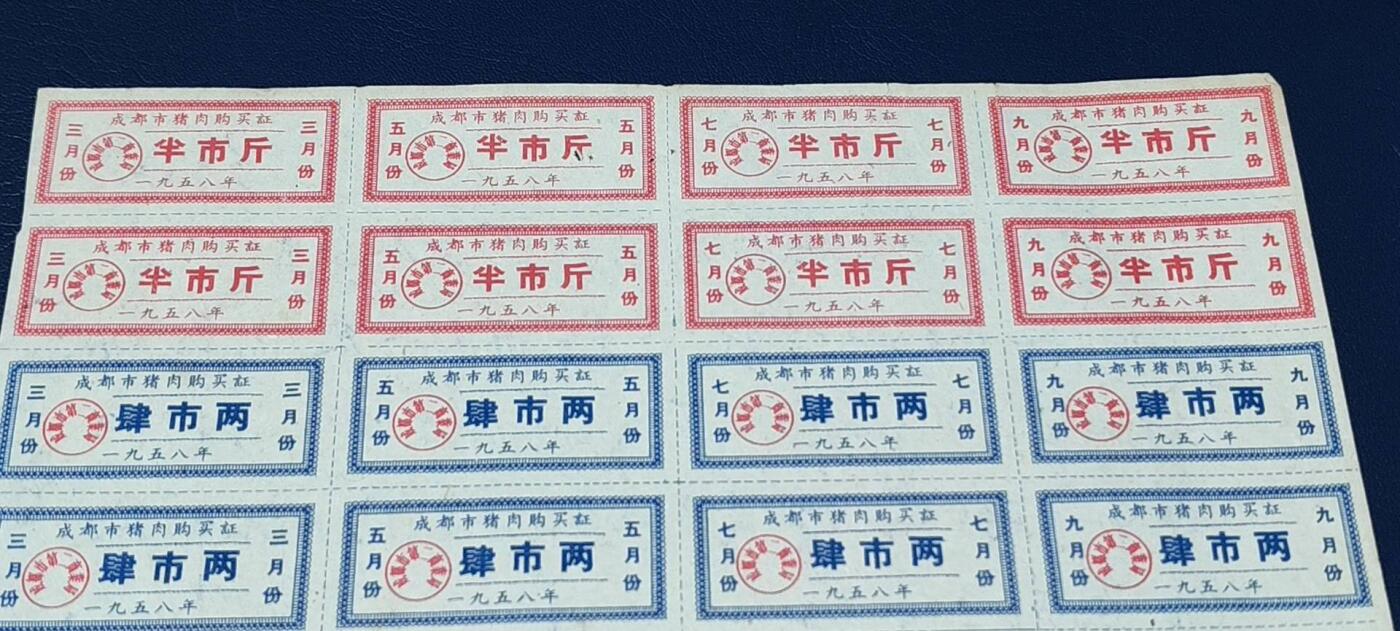 成都市猪肉购买証
三月份 半市斤 三月份
一九五八年
成都市猪肉购买証
五月份 半市斤 五月份
一九五八年
成都市猪肉购买証
七月份 半市斤 七月份
一九五八年
成都市猪肉购买証
九月份 半市斤 九月份
一九五八年
成都市猪肉购买証
三月份 半市斤 三月份
一九五八年
成都市猪肉购买証
五月份 半市斤 五月份
一九五八年
成都市猪肉购买証
七月份 半市斤 七月份
一九五八年
成都市猪肉购买証
九月份 半市斤 九月份
一九五八年
成都市猪肉购买証
三月份 肆市两 三月份
一九五八年
成都市猪肉购买証
五月份 肆市两 五月份
一九五八年
成都市猪肉购买証
七月份 肆市两 七月份
一九五八年
成都市猪肉购买証
九月份 肆市两 九月份
一九五八年
成都市猪肉购买証
三月份 肆市两 三月份
一九五八年
成都市猪肉购买証
五月份 肆市两 五月份
一九五八年
成都市猪肉购买証
七月份 肆市两 七月份
一九五八年
成都市猪肉购买証
九月份 肆市两 九月份
一九五八年